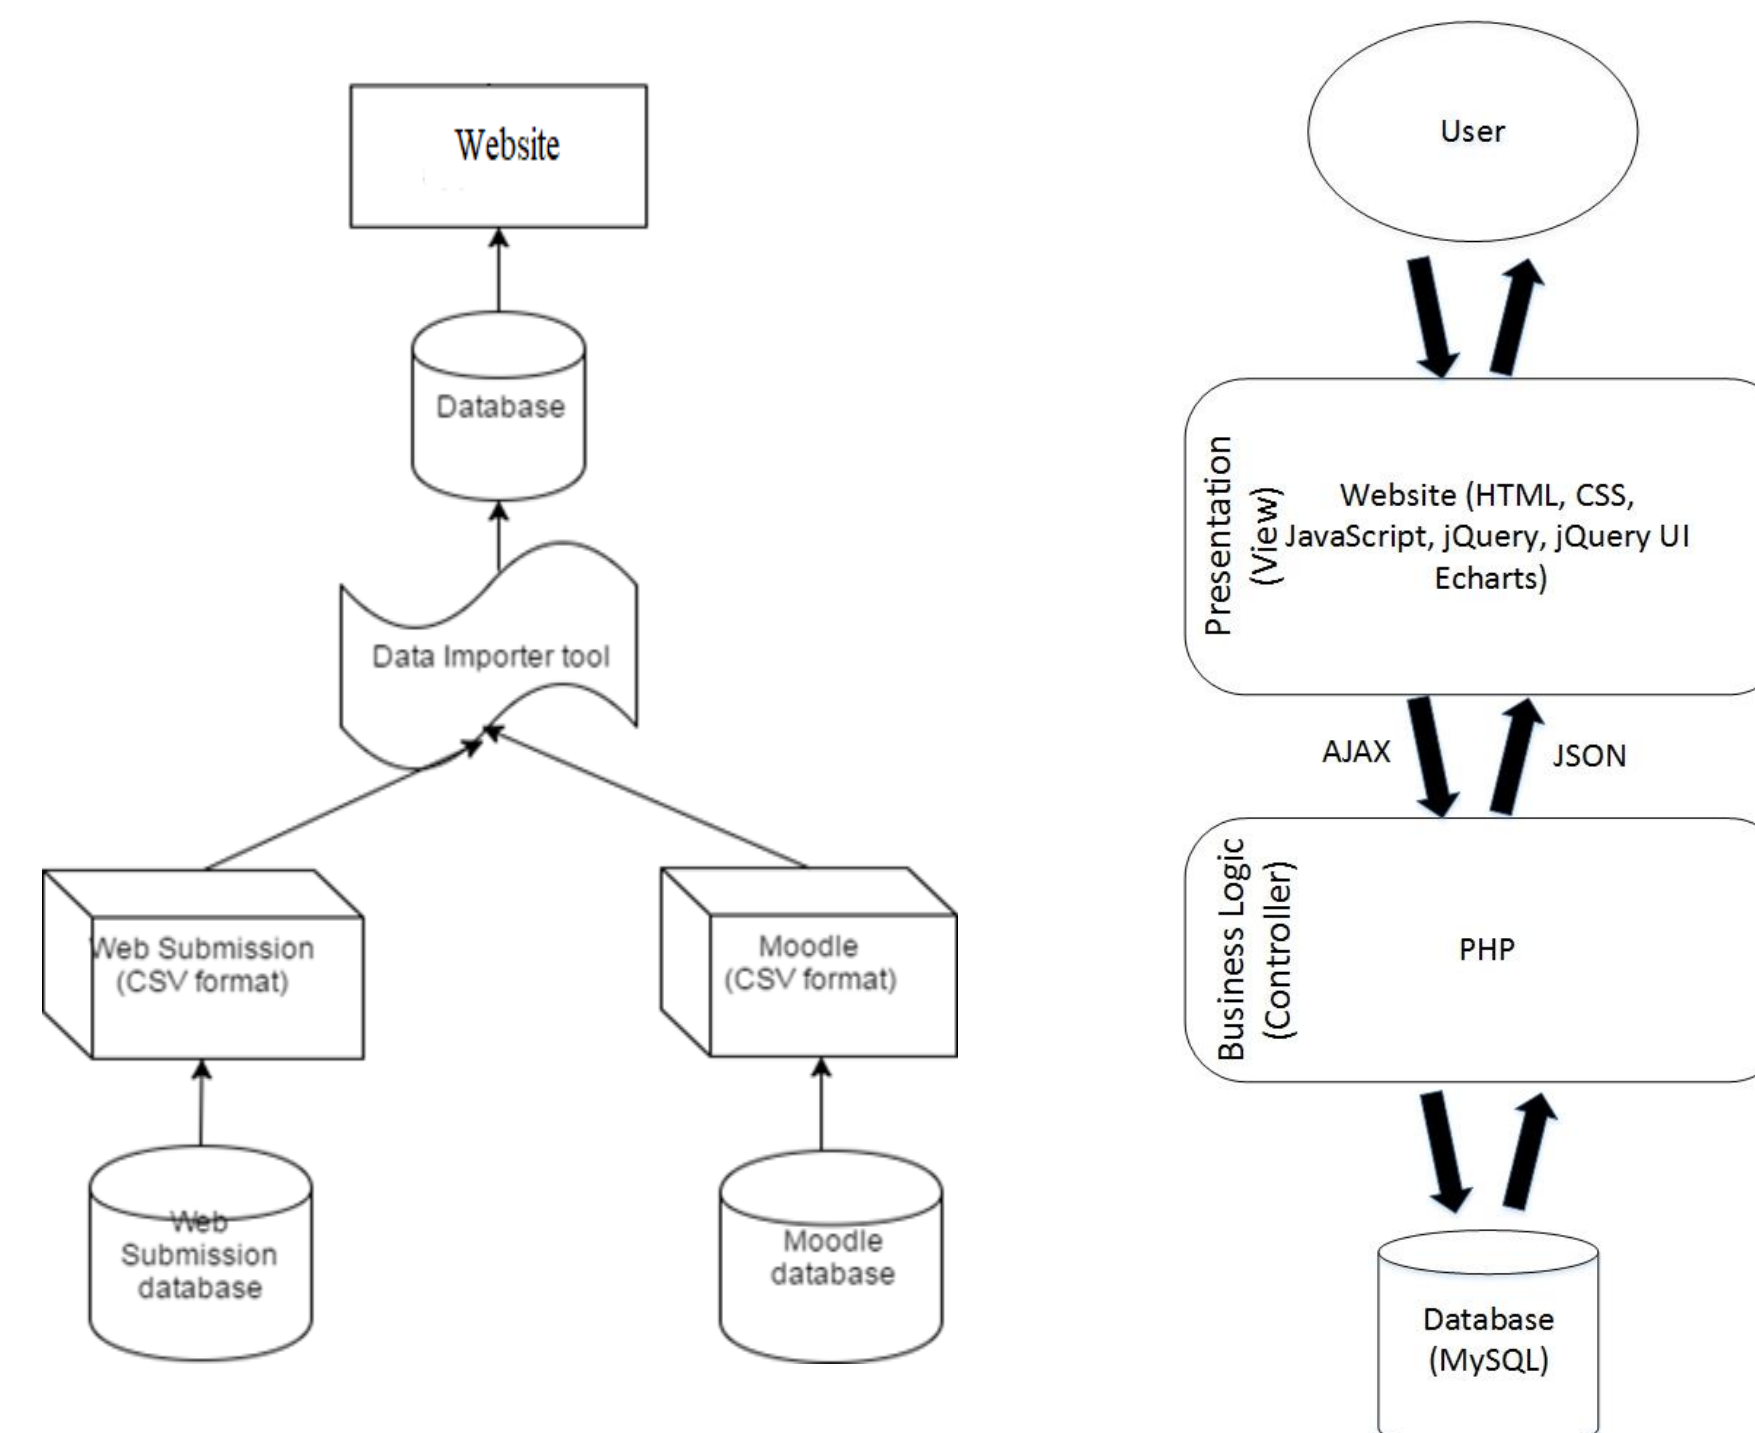 Website
Database
Data Importer tool
Web Submission
(CSV format)
Moodle
(CSV format)
Web
Submission
database
Moodle
database
User
Presentation
(View)
Website (HTML, CSS,
JavaScript, jQuery, jQuery UI
Echarts)
AJAX
JSON
Business Logic
(Controller)
PHP
Database
(MySQL)